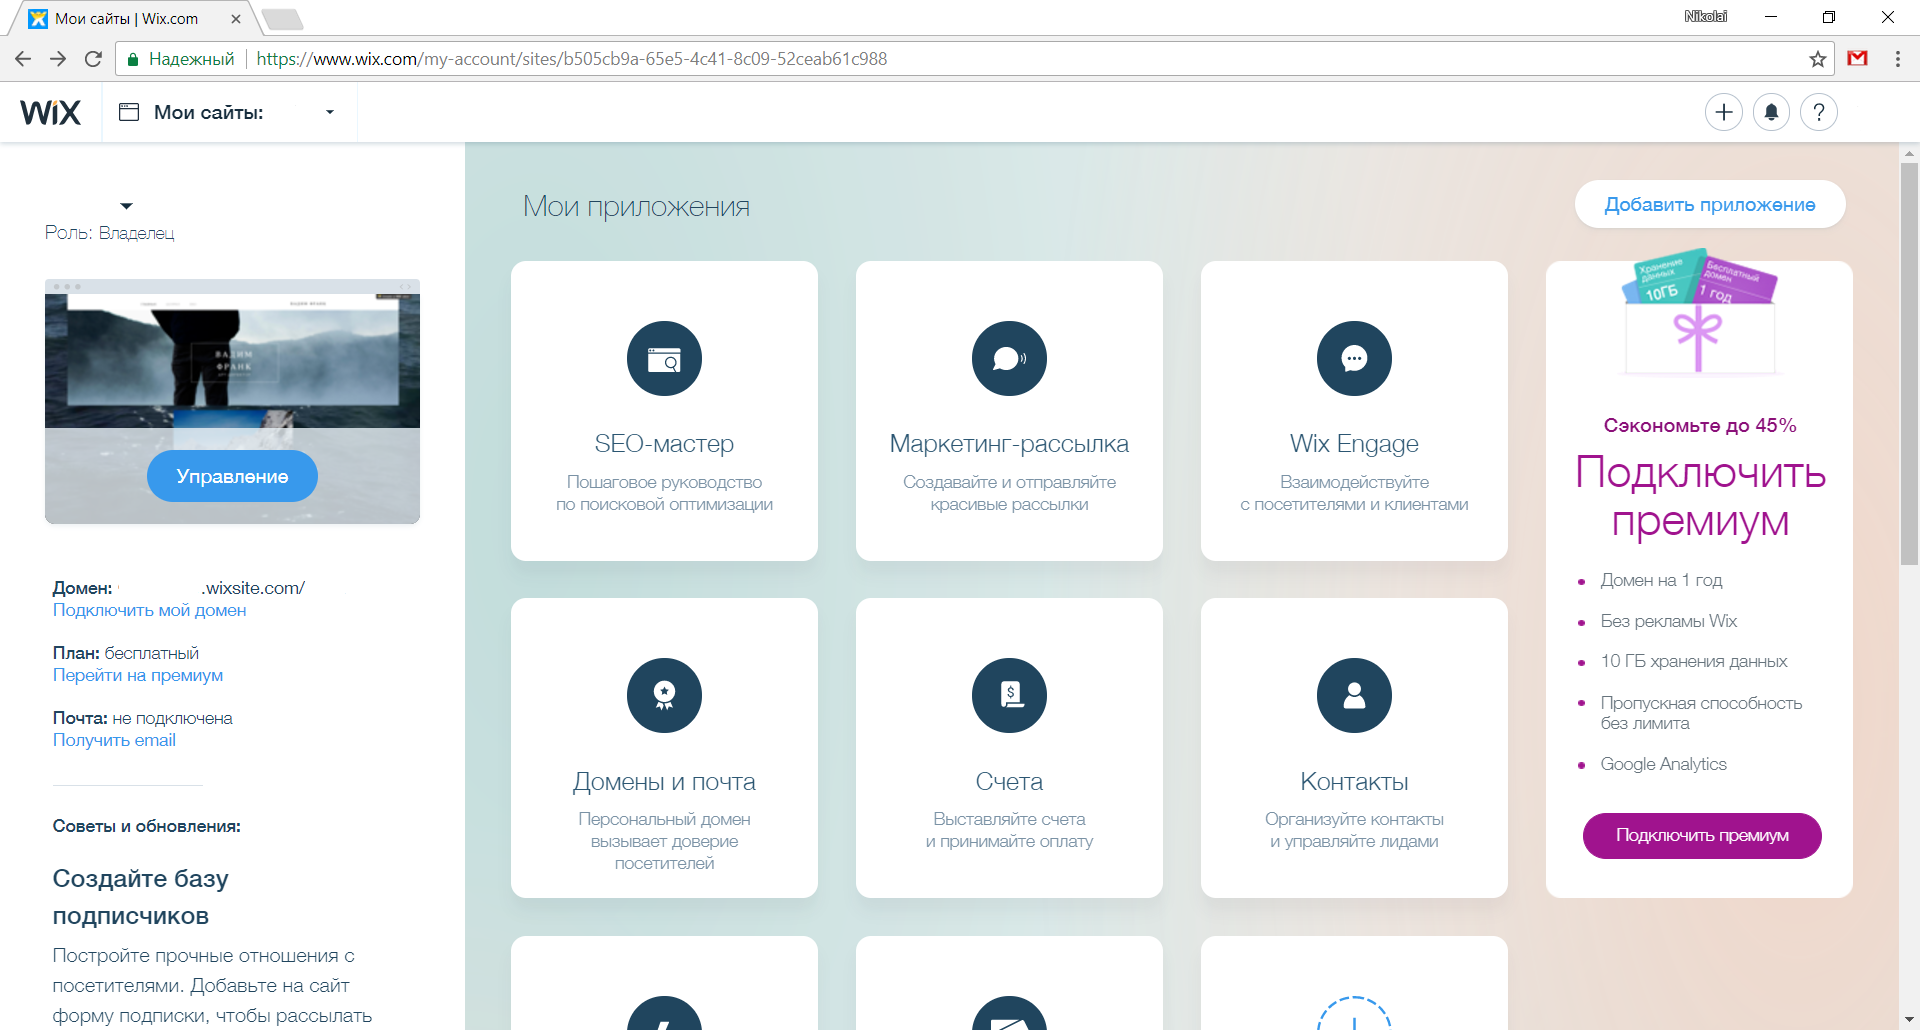 Мои сайты | Wix.com
Nikolai
Надежный
https://www.wix.com/my-account/sites/b505cb9a-65e5-4c41-8c09-52ceab61c988
WiX
Мои сайты:
?
Роль: Владелец
ВАДИМ
ФРАНК
Управление
Домен: .wixsite.com/
Подключить мой домен
План: бесплатный
Перейти на премиум
Почта: не подключена
Получить email
Советы и обновления:
Создайте базу
подписчиков
Постройте прочные отношения с
посетителями. Добавьте на сайт
форму подписки, чтобы рассылать
Мои приложения
Добавить приложение
SEO-мастер
Пошаговое руководство
по поисковой оптимизации
Маркетинг-рассылка
Создавайте и отправляйте
красивые рассылки
Wix Engage
Взаимодействуйте
с посетителями и клиентами
Домены и почта
Персональный домен
вызывает доверие
посетителей
Счета
Выставляйте счета
и принимайте оплату
Контакты
Организуйте контакты
и управляйте лидами
Хранение
данных
10ГБ
Бесплатный
домен
1 год
Сэкономьте до 45%
Подключить
премиум
Домен на 1 год
Без рекламы Wix
10 ГБ хранения данных
Пропускная способность
без лимита
Google Analytics
Подключить премиум